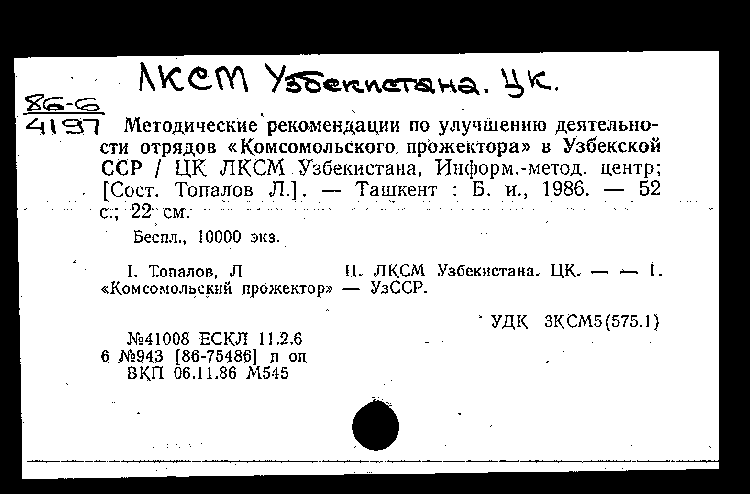 ЛКСМ Узбекистана. ЦК.
86-6
4197
Методические рекомендации по улучшению деятельно-
сти отрядов «Комсомольского прожектора» в Узбекской
ССР / ЦК ЛКСМ Узбекистана, Информ.-метод. центр;
[Сост. Топалов Л.]. — Ташкент : Б. и., 1986. — 52
с.; 22 см.
Беспл., 10000 экз.
I. Топалов, Л II. ЛКСМ Узбекистана. ЦК. — — 1.
«Комсомольский прожектор» — УзССР.
УДК 3КСМ5(575.1)
№41008 ЕСКЛ 11.2.6
6 №943 [86-75486] п оп
ВКП 06.11.86 М545